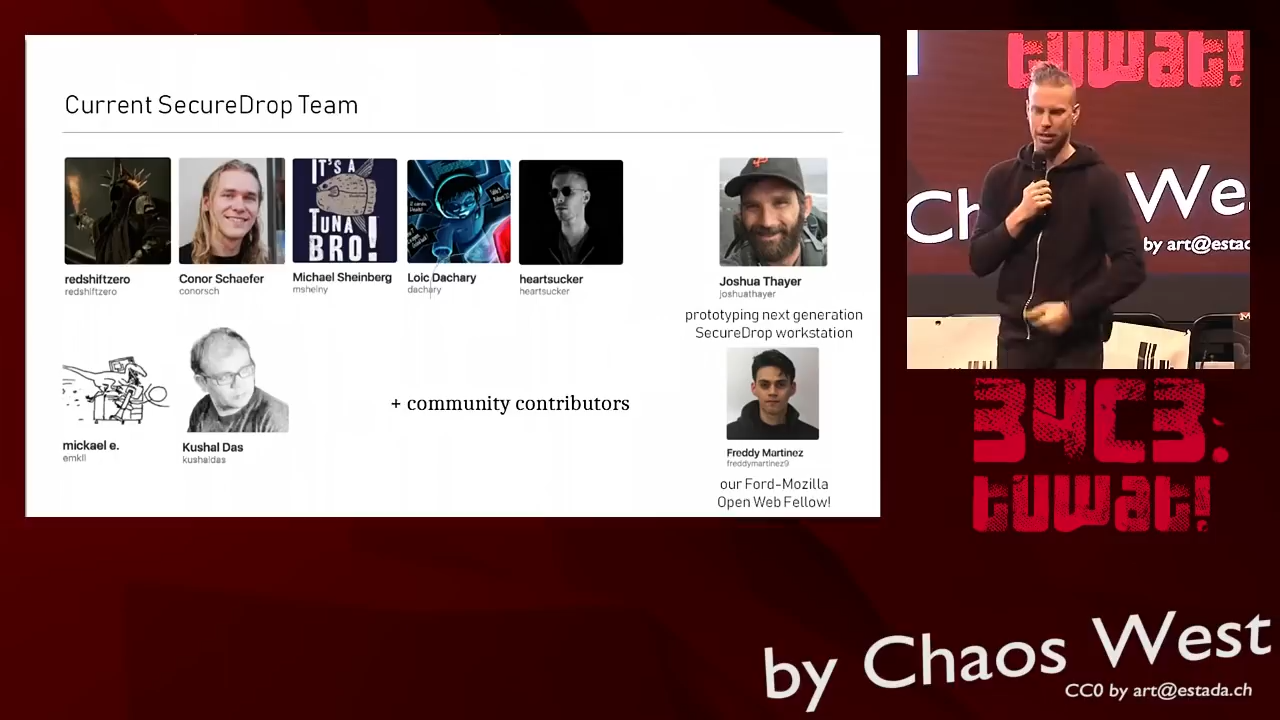 Current SecureDrop Team
IT'S A
TUNA
BRO!
redshiftzero
redshiftzero
Conor Schaefer
conorsch
Michael Sheinberg
msheiny
Loic Dachary
dachary
heartsucker
heartsucker
Joshua Thayer
joshuathayer
prototyping next generation
SecureDrop workstation
mickael e.
emkll
Kushal Das
kushaldas
+ community contributors
Freddy Martinez
freddymartinez9
our Ford-Mozilla
Open Web Fellow!
tuwat!
Ch
We
by art@esta
34C3:
tuwat!
by Chaos West
CC0 by art@estada.ch